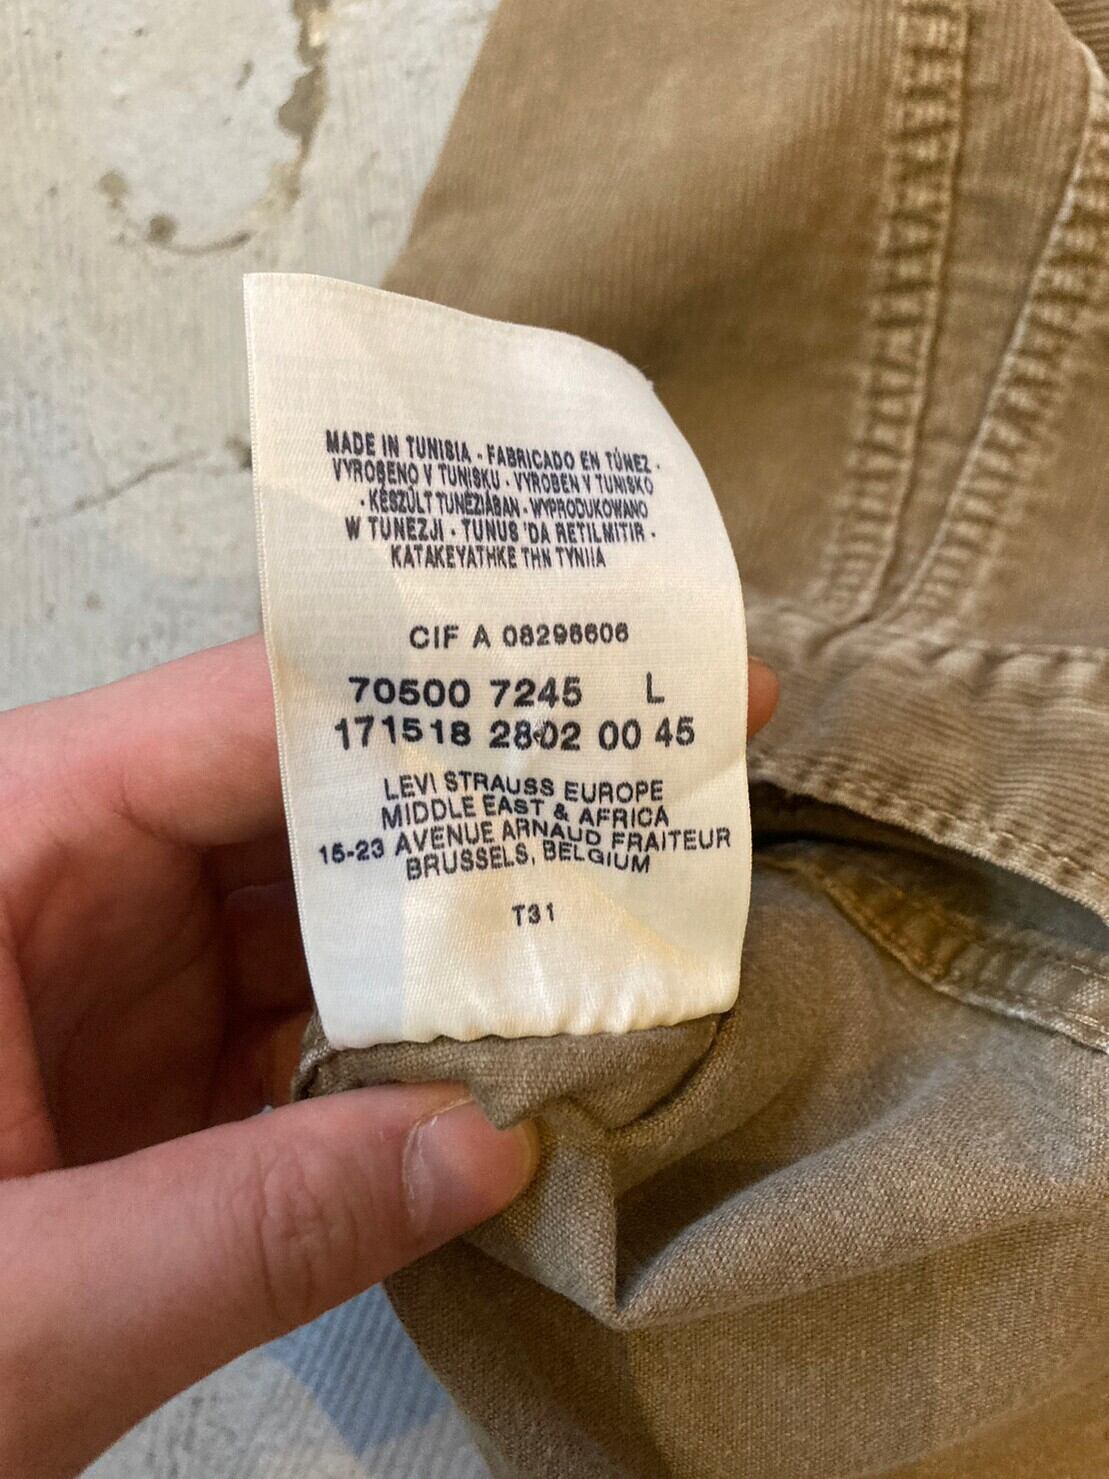 MADE IN TUNISIA - FABRICADO EN TÚNEZ -
VYROBENO V TUNISKU - VYROBEN V TUNISKO
- KÉSZÜLT TUNÉZIÁBAN - WYPRODUKOWANO
W TUNEZJI - TUNUS 'DA RETILMITIR -
KATAKEYATHKE THN TYNIIA
CIF A 08296606
70500 7245 L
171518 28-02 00 45
LEVI STRAUSS EUROPE
MIDDLE EAST & AFRICA
15-23 AVENUE ARNAUD FRAITEUR
BRUSSELS, BELGIUM
T31